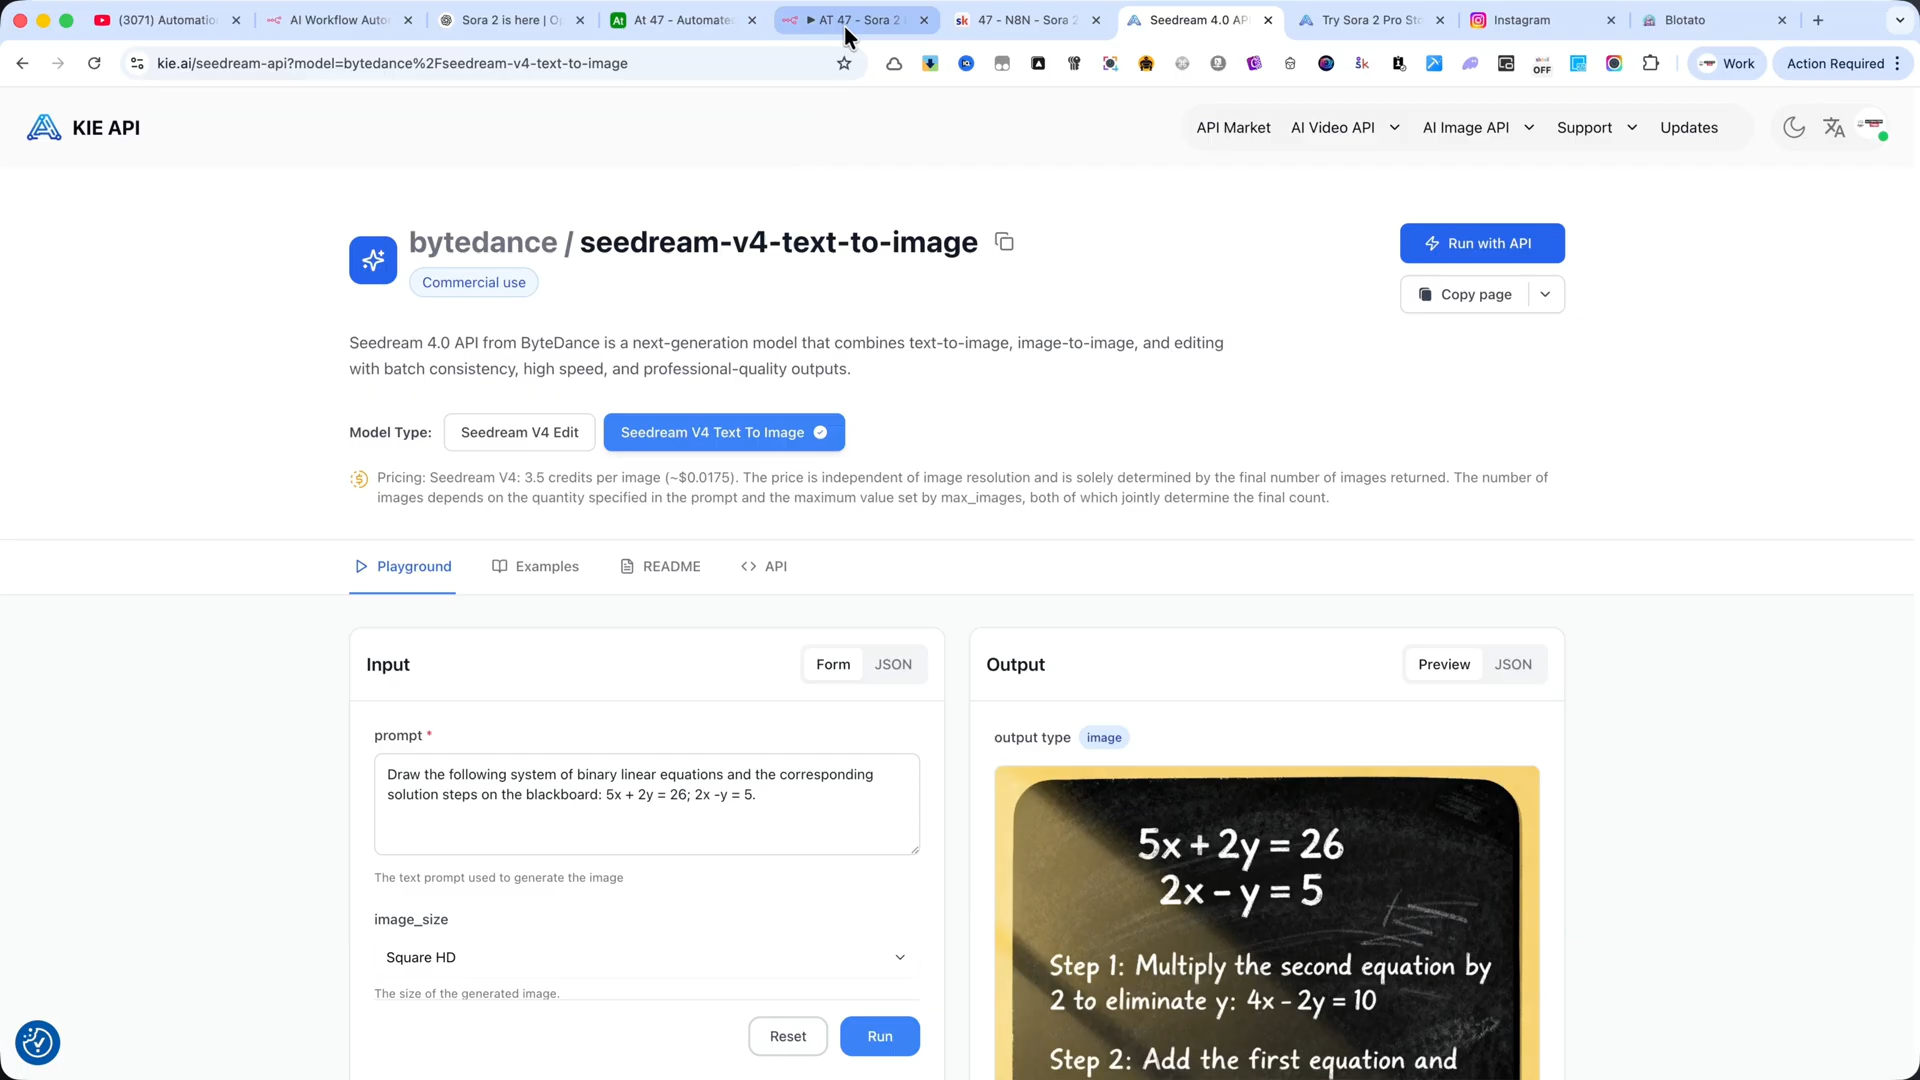 (3071) Automatio
AI Workflow Auto
Sora 2 is here | Op
At
At 47 - Automate
▶ AT 47 - Sora 2
sk
47 - N8N - Sora 2
Seedream 4.0 AP
Try Sora 2 Pro Sto
Instagram
Blotato
kie.ai/seedream-api?model=bytedance%2Fseedream-v4-text-to-image
OFF
Work
Action Required
KIE API
API Market
AI Video API
AI Image API
Support
Updates
bytedance / seedream-v4-text-to-image
Commercial use
Run with API
Copy page
Seedream 4.0 API from ByteDance is a next-generation model that combines text-to-image, image-to-image, and editing
with batch consistency, high speed, and professional-quality outputs.
Model Type:
Seedream V4 Edit
Seedream V4 Text To Image
Pricing: Seedream V4: 3.5 credits per image (~$0.0175). The price is independent of image resolution and is solely determined by the final number of images returned. The number of
images depends on the quantity specified in the prompt and the maximum value set by max_images, both of which jointly determine the final count.
Playground
Examples
README
API
Input
Form
JSON
prompt *
Draw the following system of binary linear equations and the corresponding
solution steps on the blackboard: 5x + 2y = 26; 2x -y = 5.
The text prompt used to generate the image
image_size
Square HD
The size of the generated image.
Reset
Run
Output
Preview
JSON
output type
image
5x + 2y = 26
2x – y = 5
Step 1: Multiply the second equation by
2 to eliminate y: 4x – 2y = 10
Step 2: Add the first equation and